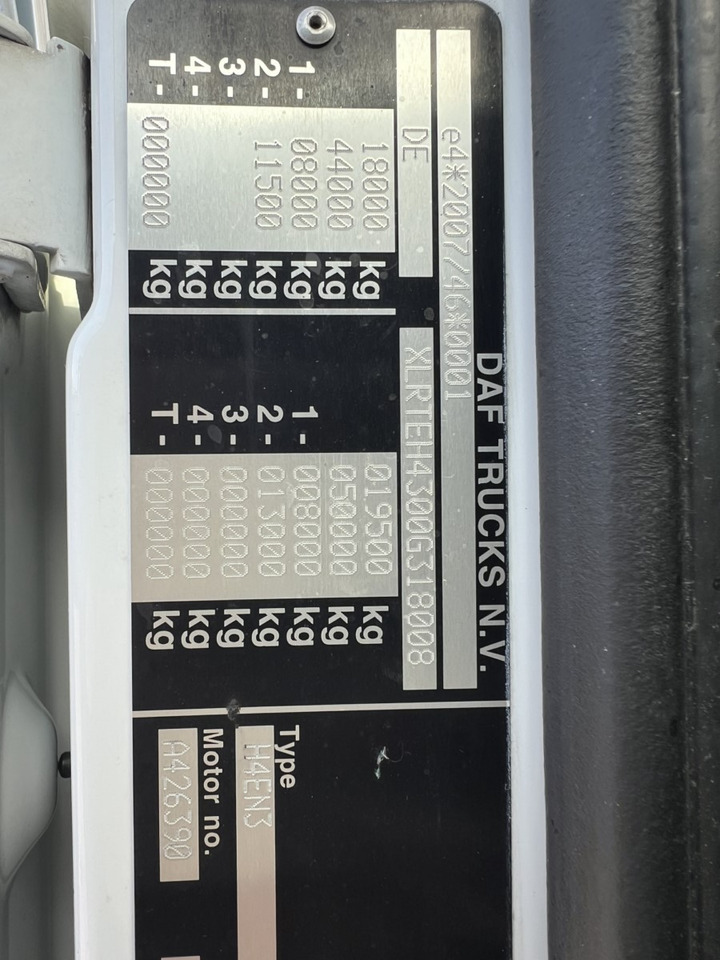 DAF TRUCKS N.V.
e4*2007/46*0001
DE XLRTEH4300G318008
18000 kg 019500 kg
44000 kg 050000 kg
1- 08000 kg 1- 008000 kg
2- 11500 kg 2- 013000 kg
3- kg 3- 000000 kg
4- kg 4- 000000 kg
T- 000000 kg T- 000000 kg
Type
H4EN3
Motor no.
A426390